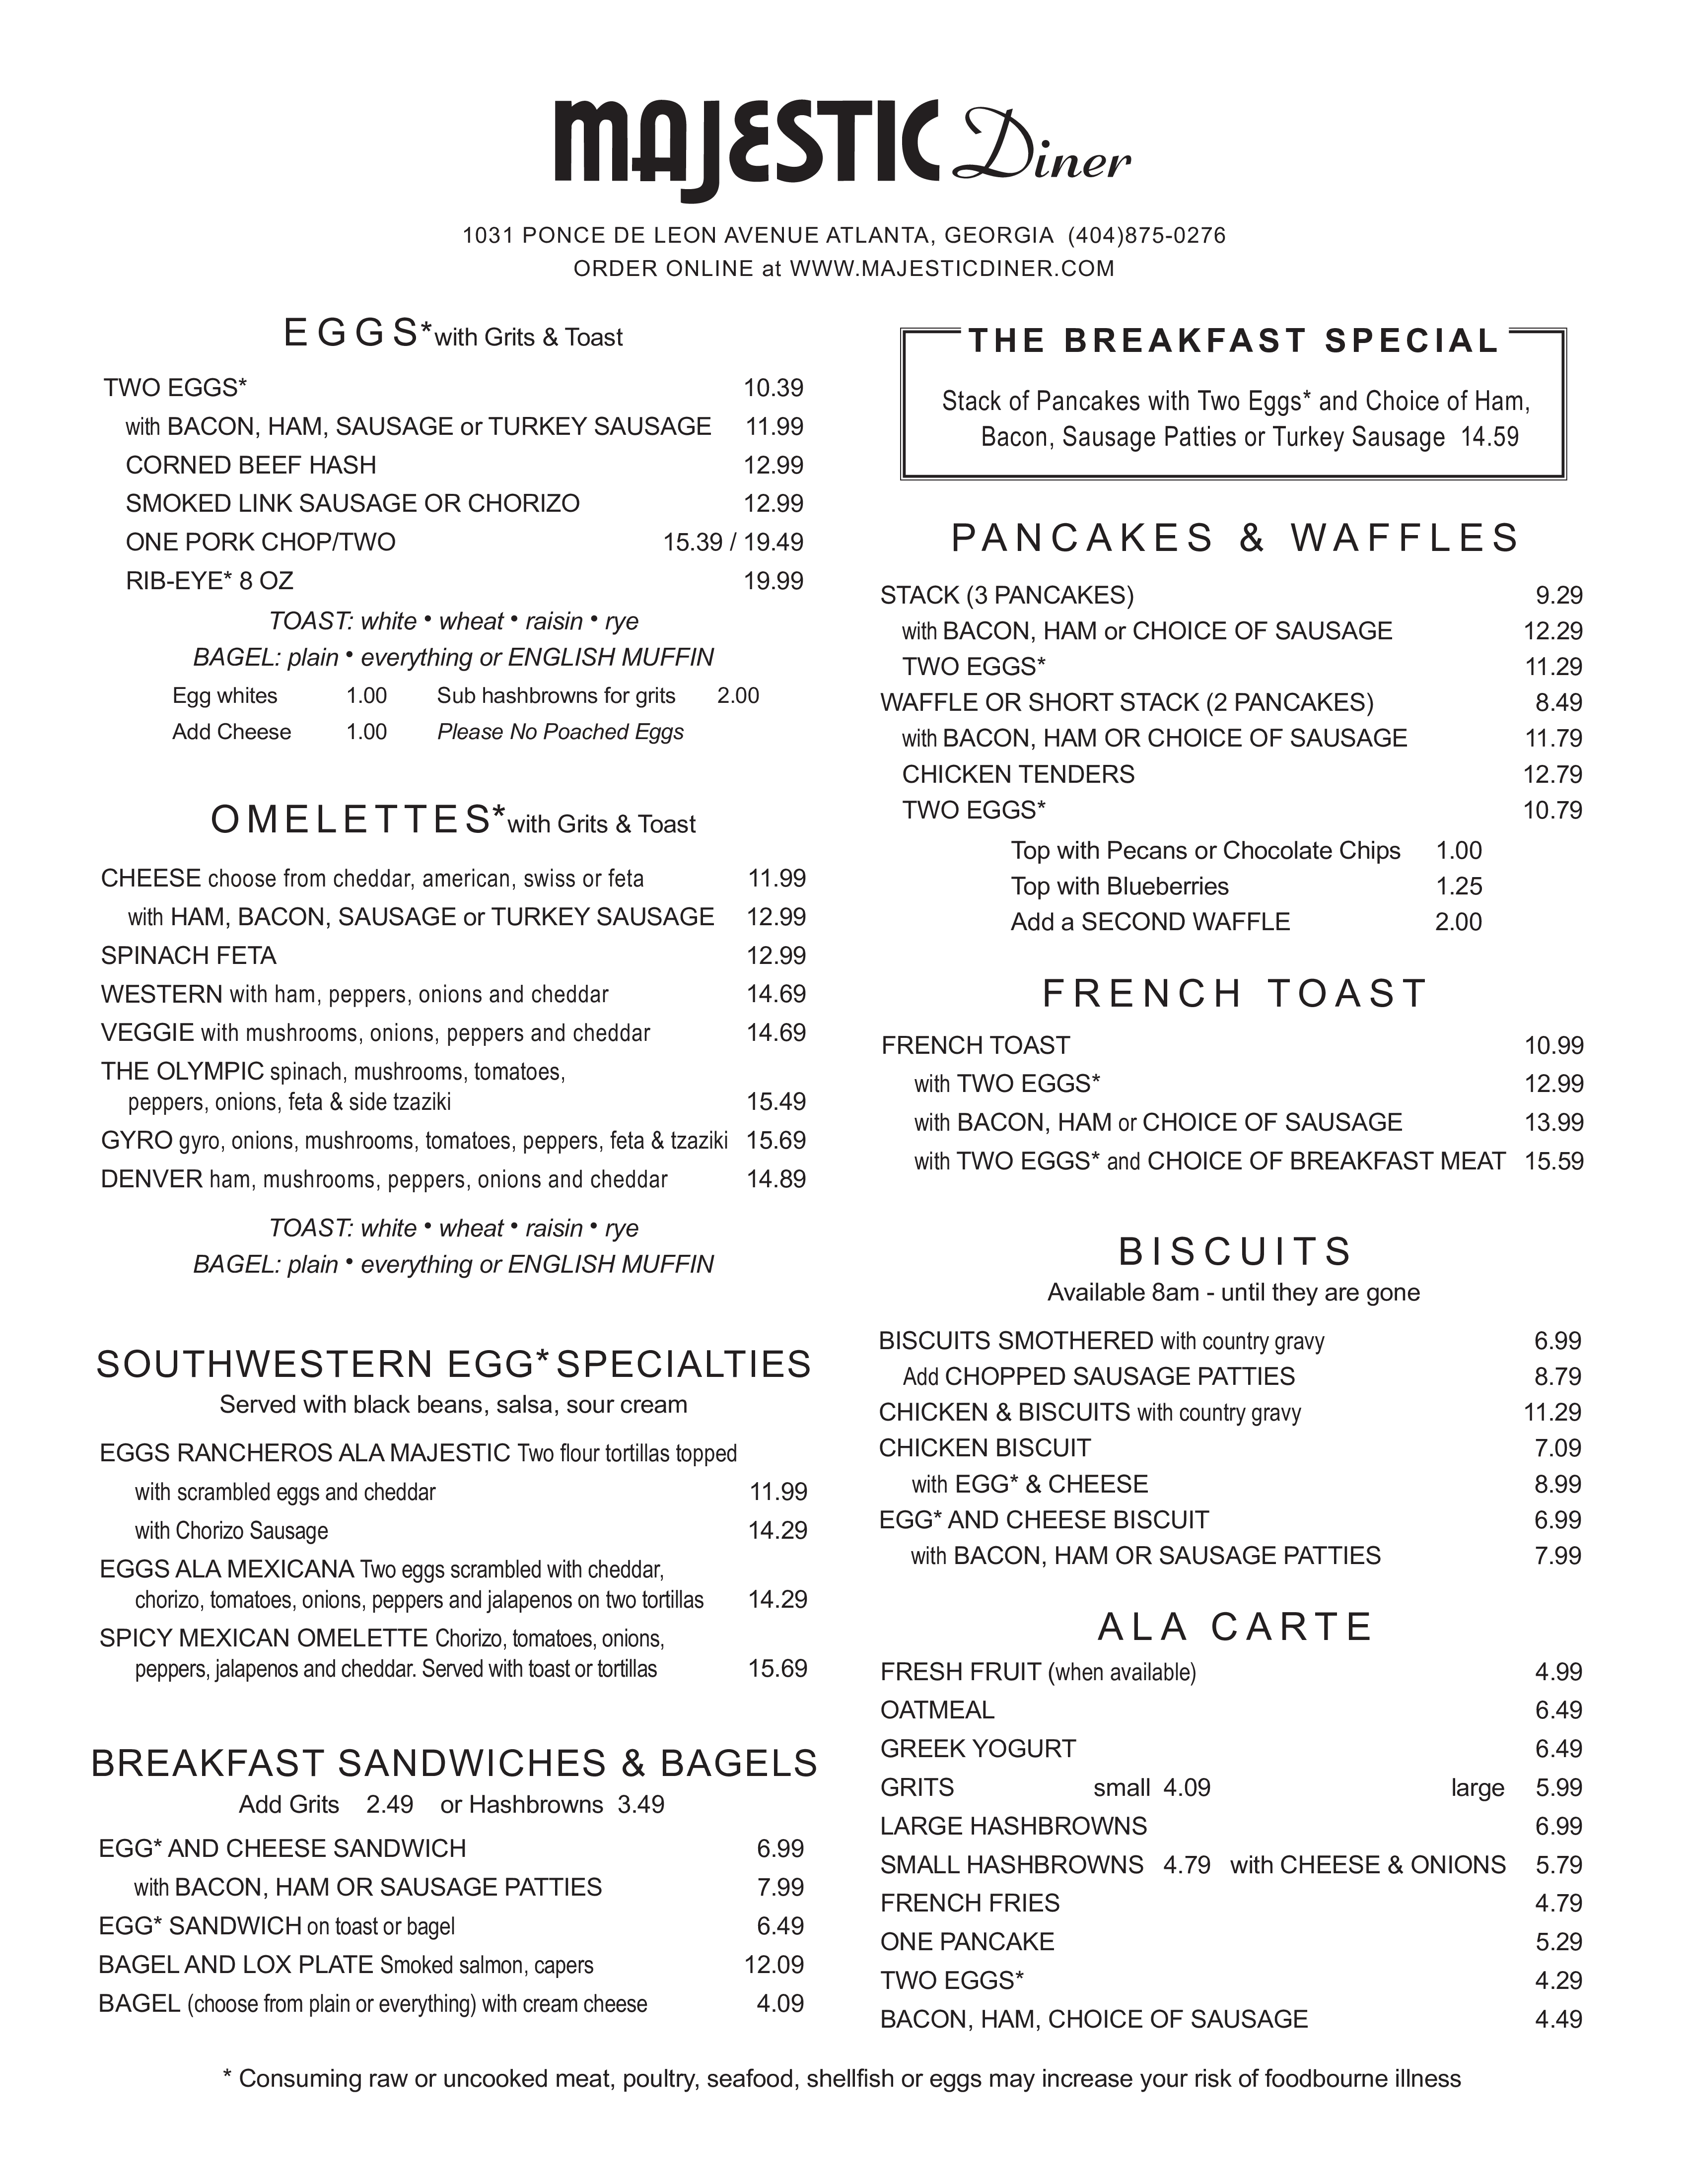 MAJESTIC Diner
1031 PONCE DE LEON AVENUE ATLANTA, GEORGIA (404)875-0276
ORDER ONLINE at WWW.MAJESTICDINER.COM
EGGS* with Grits & Toast
TWO EGGS* 10.39
with BACON, HAM, SAUSAGE or TURKEY SAUSAGE 11.99
CORNED BEEF HASH 12.99
SMOKED LINK SAUSAGE OR CHORIZO 12.99
ONE PORK CHOP/TWO 15.39 / 19.49
RIB-EYE* 8 OZ 19.99
TOAST: white • wheat • raisin • rye
BAGEL: plain • everything or ENGLISH MUFFIN
Egg whites 1.00 Sub hashbrowns for grits 2.00
Add Cheese 1.00 Please No Poached Eggs
OMELETTES* with Grits & Toast
CHEESE choose from cheddar, american, swiss or feta 11.99
with HAM, BACON, SAUSAGE or TURKEY SAUSAGE 12.99
SPINACH FETA 12.99
WESTERN with ham, peppers, onions and cheddar 14.69
VEGGIE with mushrooms, onions, peppers and cheddar 14.69
THE OLYMPIC spinach, mushrooms, tomatoes,
peppers, onions, feta & side tzaziki 15.49
GYRO gyro, onions, mushrooms, tomatoes, peppers, feta & tzaziki 15.69
DENVER ham, mushrooms, peppers, onions and cheddar 14.89
TOAST: white • wheat • raisin • rye
BAGEL: plain • everything or ENGLISH MUFFIN
SOUTHWESTERN EGG* SPECIALTIES
Served with black beans, salsa, sour cream
EGGS RANCHEROS ALA MAJESTIC Two flour tortillas topped
with scrambled eggs and cheddar 11.99
with Chorizo Sausage 14.29
EGGS ALA MEXICANA Two eggs scrambled with cheddar,
chorizo, tomatoes, onions, peppers and jalapenos on two tortillas 14.29
SPICY MEXICAN OMELETTE Chorizo, tomatoes, onions,
peppers, jalapenos and cheddar. Served with toast or tortillas 15.69
BREAKFAST SANDWICHES & BAGELS
Add Grits 2.49 or Hashbrowns 3.49
EGG* AND CHEESE SANDWICH 6.99
with BACON, HAM OR SAUSAGE PATTIES 7.99
EGG* SANDWICH on toast or bagel 6.49
BAGEL AND LOX PLATE Smoked salmon, capers 12.09
BAGEL (choose from plain or everything) with cream cheese 4.09
THE BREAKFAST SPECIAL
Stack of Pancakes with Two Eggs* and Choice of Ham,
Bacon, Sausage Patties or Turkey Sausage 14.59
PANCAKES & WAFFLES
STACK (3 PANCAKES) 9.29
with BACON, HAM or CHOICE OF SAUSAGE 12.29
TWO EGGS* 11.29
WAFFLE OR SHORT STACK (2 PANCAKES) 8.49
with BACON, HAM OR CHOICE OF SAUSAGE 11.79
CHICKEN TENDERS 12.79
TWO EGGS* 10.79
Top with Pecans or Chocolate Chips 1.00
Top with Blueberries 1.25
Add a SECOND WAFFLE 2.00
FRENCH TOAST
FRENCH TOAST 10.99
with TWO EGGS* 12.99
with BACON, HAM or CHOICE OF SAUSAGE 13.99
with TWO EGGS* and CHOICE OF BREAKFAST MEAT 15.59
BISCUITS
Available 8am - until they are gone
BISCUITS SMOTHERED with country gravy 6.99
Add CHOPPED SAUSAGE PATTIES 8.79
CHICKEN & BISCUITS with country gravy 11.29
CHICKEN BISCUIT 7.09
with EGG* & CHEESE 8.99
EGG* AND CHEESE BISCUIT 6.99
with BACON, HAM OR SAUSAGE PATTIES 7.99
ALA CARTE
FRESH FRUIT (when available) 4.99
OATMEAL 6.49
GREEK YOGURT 6.49
GRITS small 4.09 large 5.99
LARGE HASHBROWNS 6.99
SMALL HASHBROWNS 4.79 with CHEESE & ONIONS 5.79
FRENCH FRIES 4.79
ONE PANCAKE 5.29
TWO EGGS* 4.29
BACON, HAM, CHOICE OF SAUSAGE 4.49
* Consuming raw or uncooked meat, poultry, seafood, shellfish or eggs may increase your risk of foodbourne illness